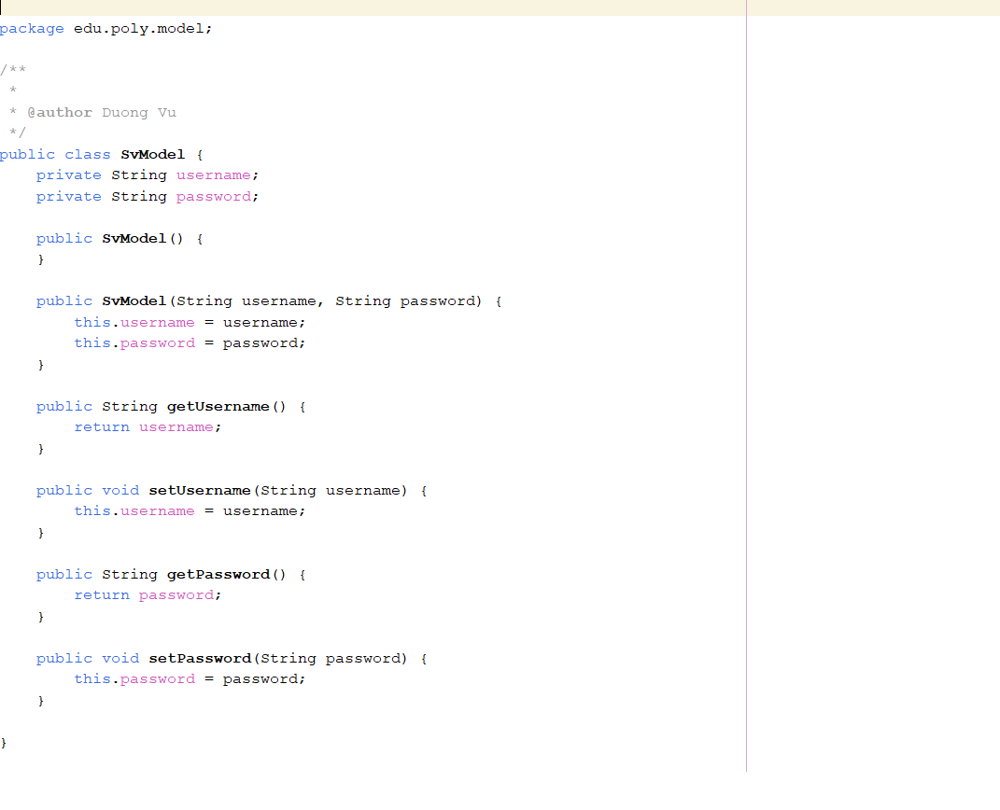 package edu.poly.model;
/**
 *
 * @author Duong Vu
 */
public class SvModel {
    private String username;
    private String password;
    public SvModel() {
    }
    public SvModel(String username, String password) {
        this.username = username;
        this.password = password;
    }
    public String getUsername() {
        return username;
    }
    public void setUsername(String username) {
        this.username = username;
    }
    public String getPassword() {
        return password;
    }
    public void setPassword(String password) {
        this.password = password;
    }
}